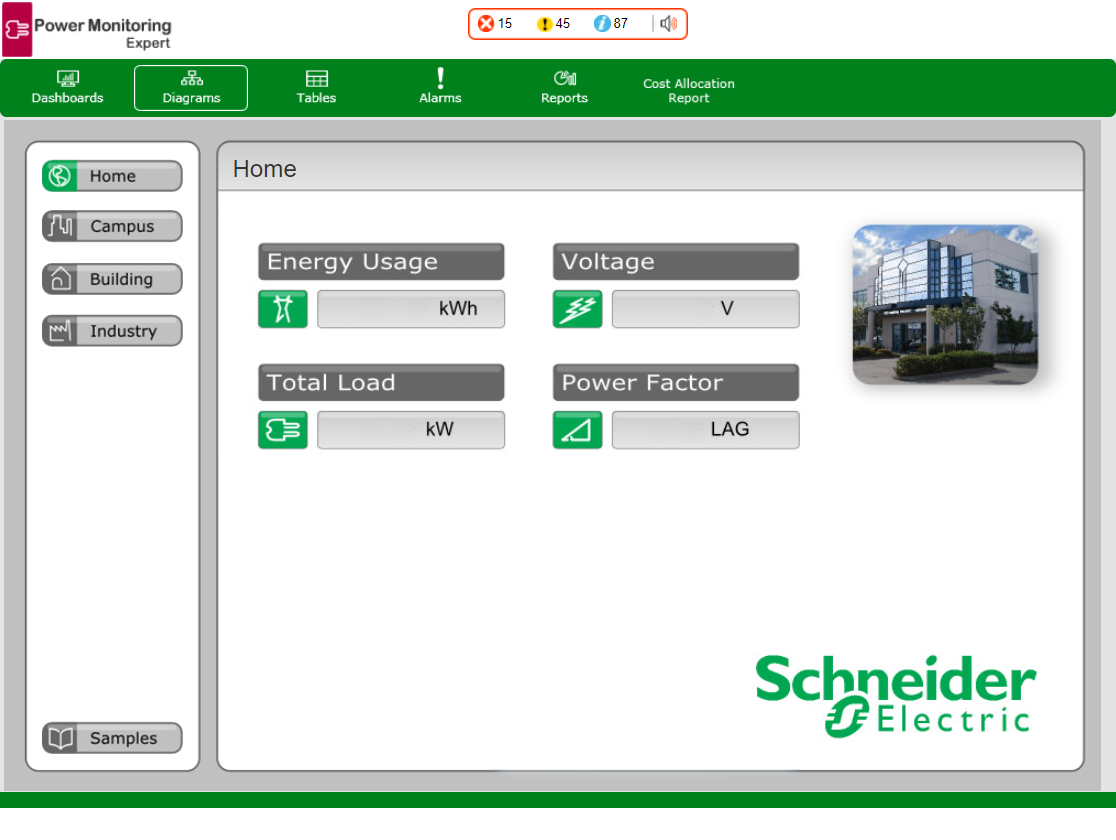 Power Monitoring
Expert
15 45 87
Dashboards Diagrams Tables Alarms Reports Cost Allocation
Report
Home
Campus
Building
Industry
Samples
Home
Energy Usage Voltage
kWh V
Total Load Power Factor
kW LAG
Schneider
Electric